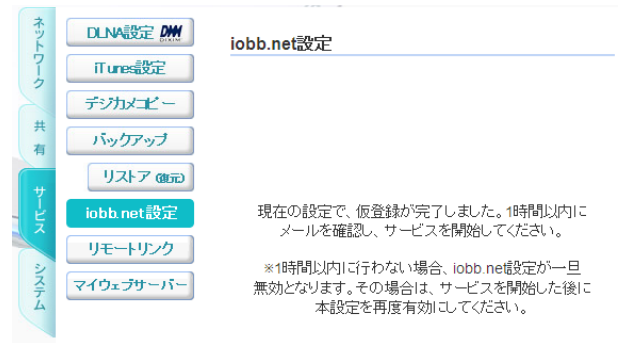 ネットワーク
共有
サービス
システム
DLNA設定 DiXiM
iTunes設定
デジカメコピー
バックアップ
リストア (復元)
iobb.net設定
リモートリンク
マイウェブサーバー
iobb.net設定
現在の設定で、仮登録が完了しました。1時間以内に
メールを確認し、サービスを開始してください。
※1時間以内に行わない場合、iobb.net設定が一旦
無効となります。その場合は、サービスを開始した後に
本設定を再度有効にしてください。